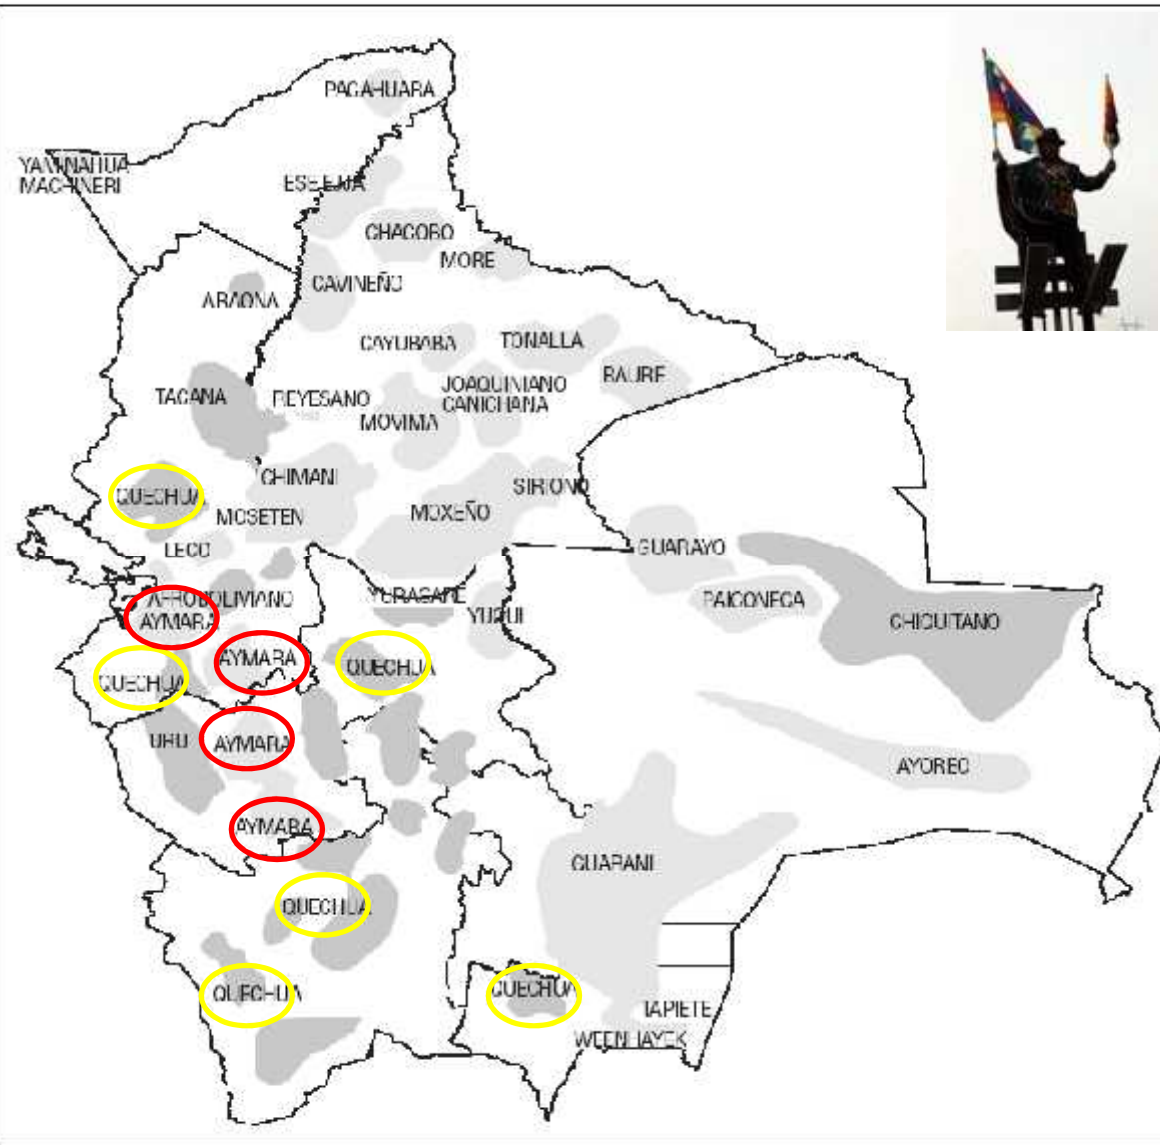 PACAHUARA
YAMINAHUA
MACHINERI
ESE EJJA
CHACOBO
MORE
CAVINEÑO
ARAONA
CAYUBABA
TONALLA
BAURE
JOAQUINIANO
CANICHANA
TACANA
REYESANO
MOVIMA
CHIMANI
SIRIONO
QUECHUA
MOSETEN
MOXEÑO
LECO
GUARAYO
AFROBOLIVIANO
AYMARA
YURACARE
YUQUI
PAICONECA
CHIQUITANO
AYMARA
QUECHUA
QUECHUA
URU
AYMARA
AYOREO
AYMARA
GUARANI
QUECHUA
QUECHUA
QUECHUA
TAPIETE
WEENHAYEK